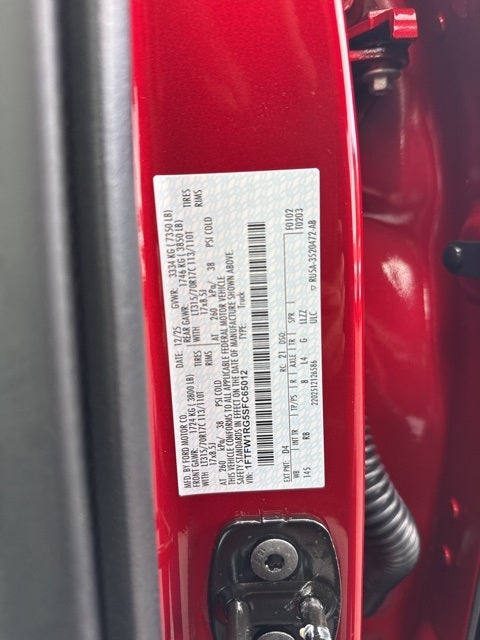 MFD. BY FORD MOTOR CO.
DATE: 12/25 GVWR: 3334 KG ( 7350 LB)
FRONT GAWR: 1724 KG ( 3800 LB) REAR GAWR: 1746 KG ( 3850 LB)
WITH LT315/70R17C 113/110T TIRES WITH LT315/70R17C 113/110T TIRES
17x8.5J RIMS 17x8.5J RIMS
AT 260 kPa/ 38 PSI COLD AT 260 kPa/ 38 PSI COLD
THIS VEHICLE CONFORMS TO ALL APPLICABLE FEDERAL MOTOR VEHICLE
SAFETY STANDARDS IN EFFECT ON THE DATE OF MANUFACTURE SHOWN ABOVE
VIN: 1FTFW1RG5SFC65012 TYPE: Truck
F0102
EXT PNT: D4 RC: 21 DSO: T0203
WB INT TR TP/PS R AXLE TR SPR
145 RB 8 L4 G LLZZ
2202512126586 ULC
RU5A-3520472-AB